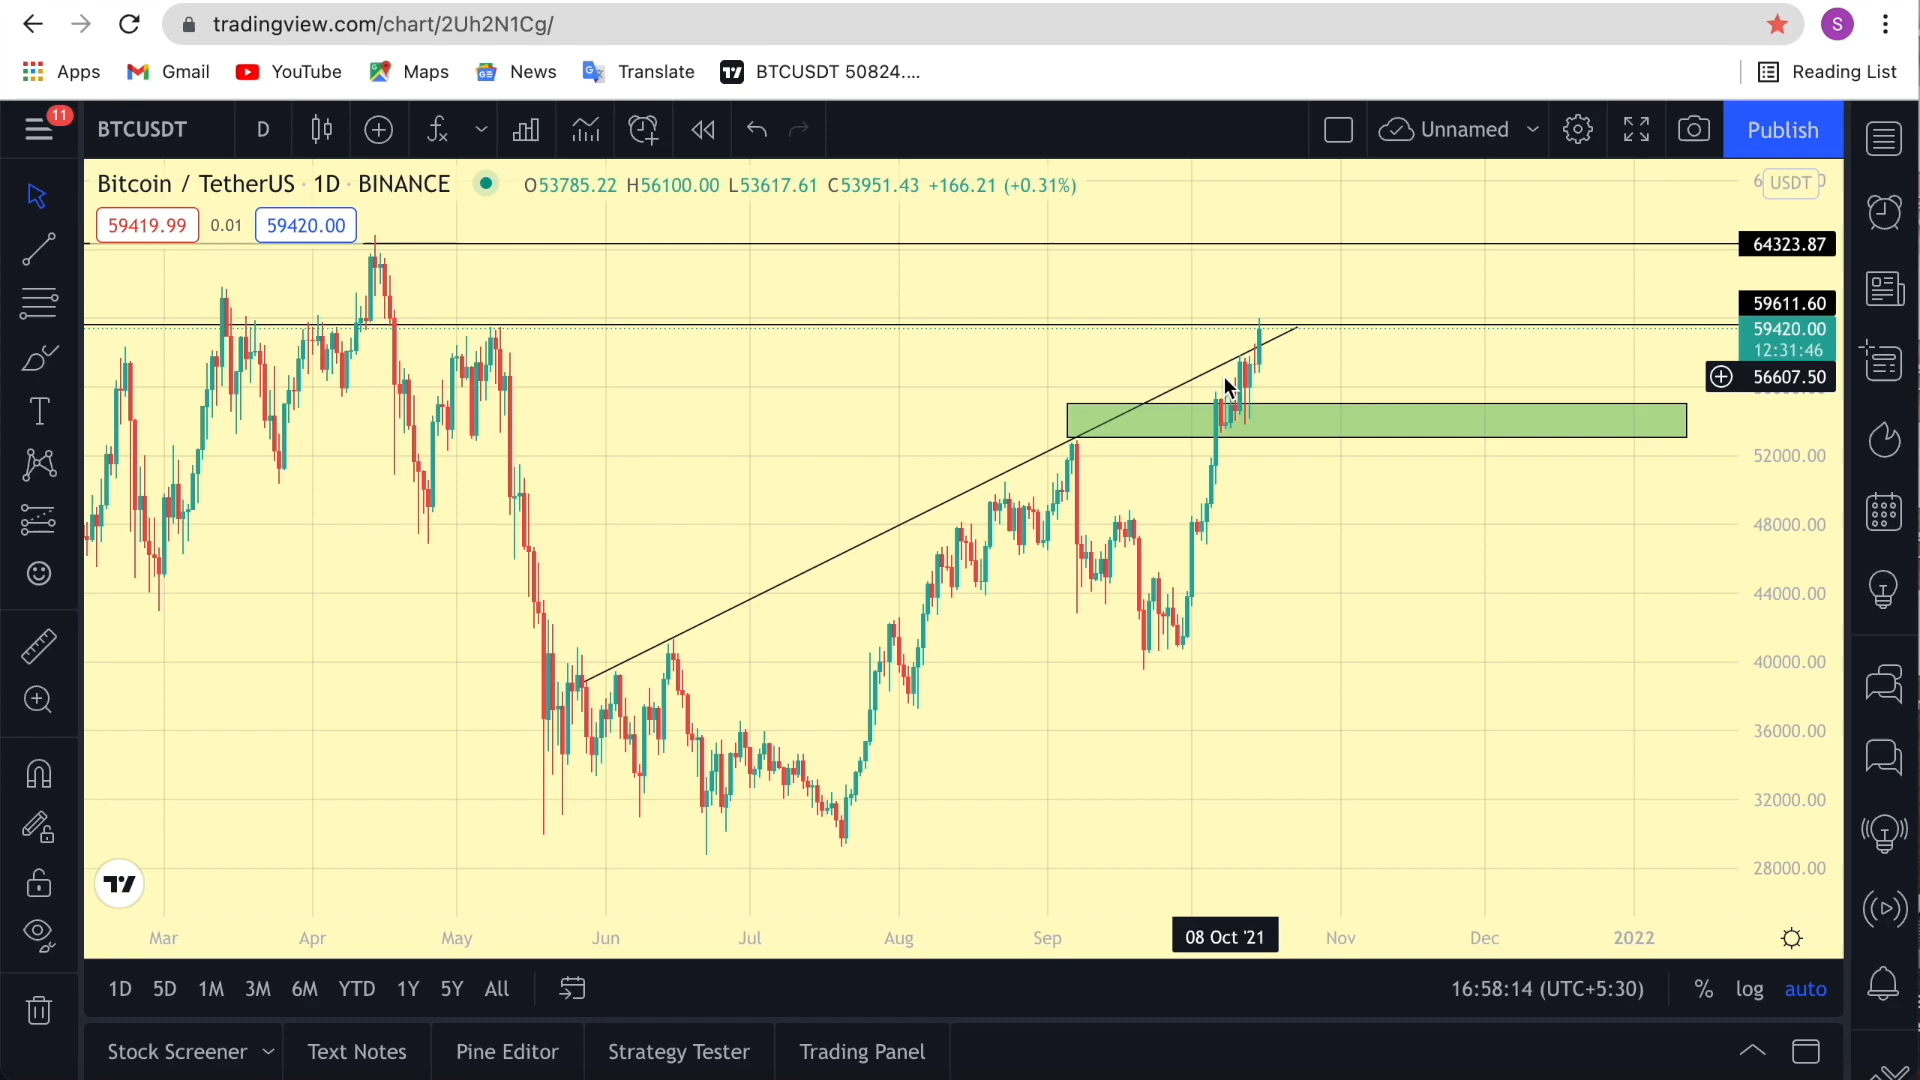 tradingview.com/chart/2Uh2N1Cg/
S
Apps Gmail YouTube Maps News Translate BTCUSDT 50824.... Reading List
11
BTCUSDT D Unnamed Publish
Bitcoin / TetherUS · 1D · BINANCE O53785.22 H56100.00 L53617.61 C53951.43 +166.21 (+0.31%)
USDT
59419.99 0.01 59420.00
64323.87
59611.60
59420.00
12:31:46
56607.50
52000.00
48000.00
44000.00
40000.00
36000.00
32000.00
28000.00
Mar Apr May Jun Jul Aug Sep 08 Oct '21 Nov Dec 2022
1D 5D 1M 3M 6M YTD 1Y 5Y All 16:58:14 (UTC+5:30) % log auto
Stock Screener Text Notes Pine Editor Strategy Tester Trading Panel